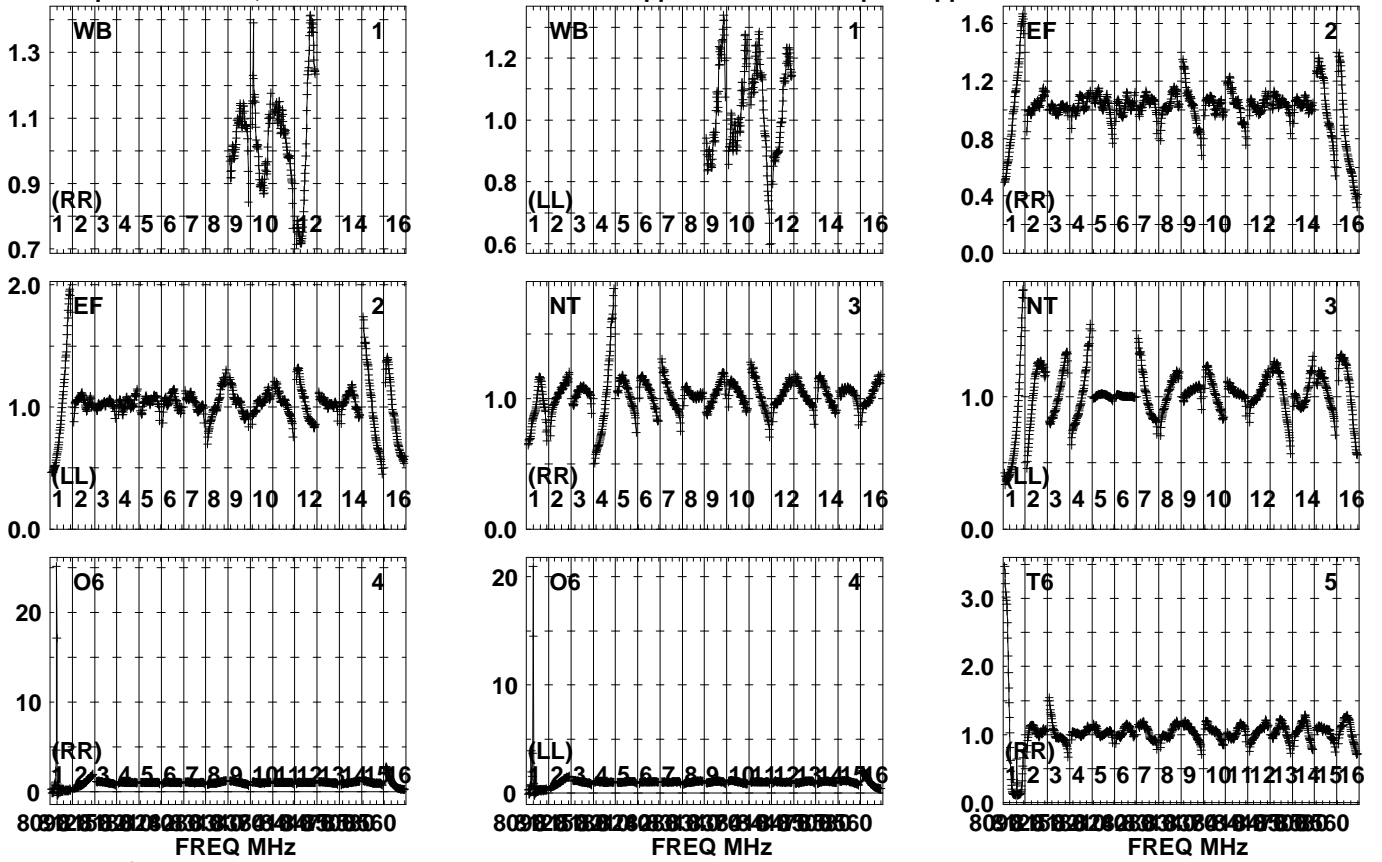 WB 1
1.3
1.1
0.9
0.7
(RR)
1 2 3 4 5 6 7 8 9 10 12 14 16
WB 1
1.2
1.0
0.8
0.6
(LL)
1 2 3 4 5 6 7 8 9 10 12 16
EF 2
1.6
1.2
0.8
0.4
0.0
(RR)
1 2 3 4 5 6 7 8 9 10 12 14 16
EF 2
2.0
1.0
0.0
(LL)
1 2 3 4 5 6 7 8 9 10 12 14 16
NT 3
1.0
0.0
(RR)
1 2 3 4 5 6 7 8 9 10 12 14 16
NT 3
1.0
0.0
(LL)
1 2 3 4 5 6 7 8 9 10 12 14 16
O6 4
20
10
0
(RR)
1 2 3 4 5 6 7 8 9 10 11 12 13 14 15 16
FREQ MHz
O6 4
20
10
0
(LL)
1 2 3 4 5 6 7 8 9 10 11 12 13 14 15 16
FREQ MHz
T6 5
3.0
2.0
1.0
0.0
(RR)
1 2 3 4 5 6 7 8 9 10 11 12 13 14 15 16
FREQ MHz